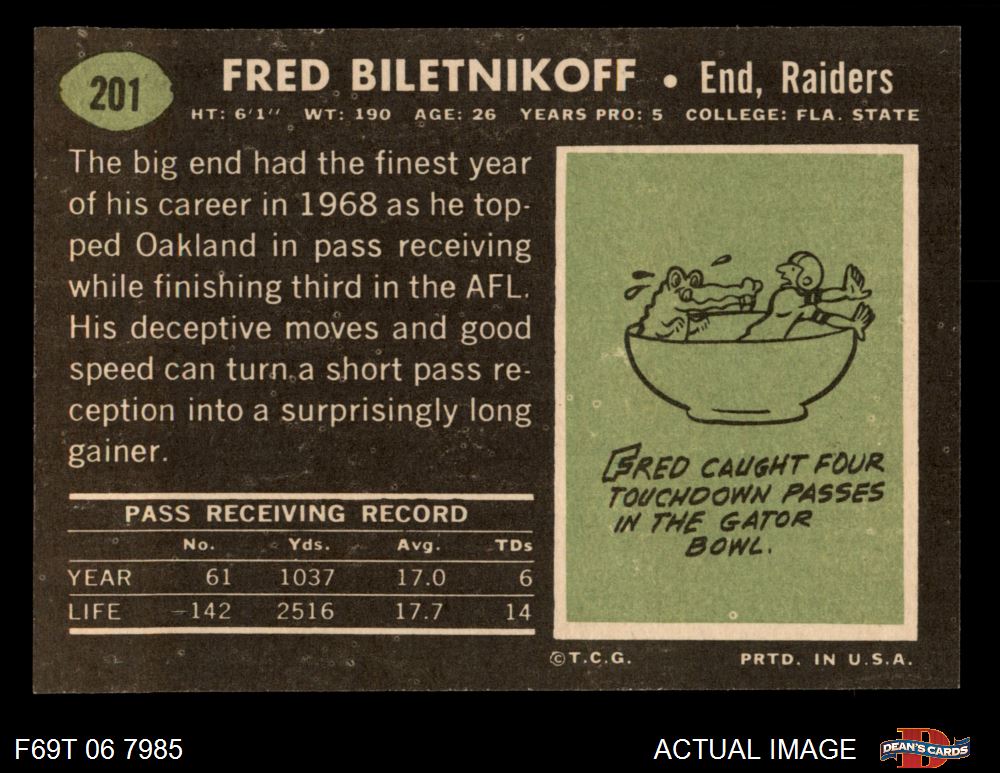 201
FRED BILETNIKOFF • End, Raiders
HT: 6'1" WT: 190 AGE: 26 YEARS PRO: 5 COLLEGE: FLA. STATE
The big end had the finest year
of his career in 1968 as he top-
ped Oakland in pass receiving
while finishing third in the AFL.
His deceptive moves and good
speed can turn a short pass re-
ception into a surprisingly long
gainer.
PASS RECEIVING RECORD
No. Yds. Avg. TDs
YEAR 61 1037 17.0 6
LIFE 142 2516 17.7 14
FRED CAUGHT FOUR
TOUCHDOWN PASSES
IN THE GATOR
BOWL.
©T.C.G. PRTD. IN U.S.A.
F69T 06 7985
ACTUAL IMAGE
DEAN'S CARDS